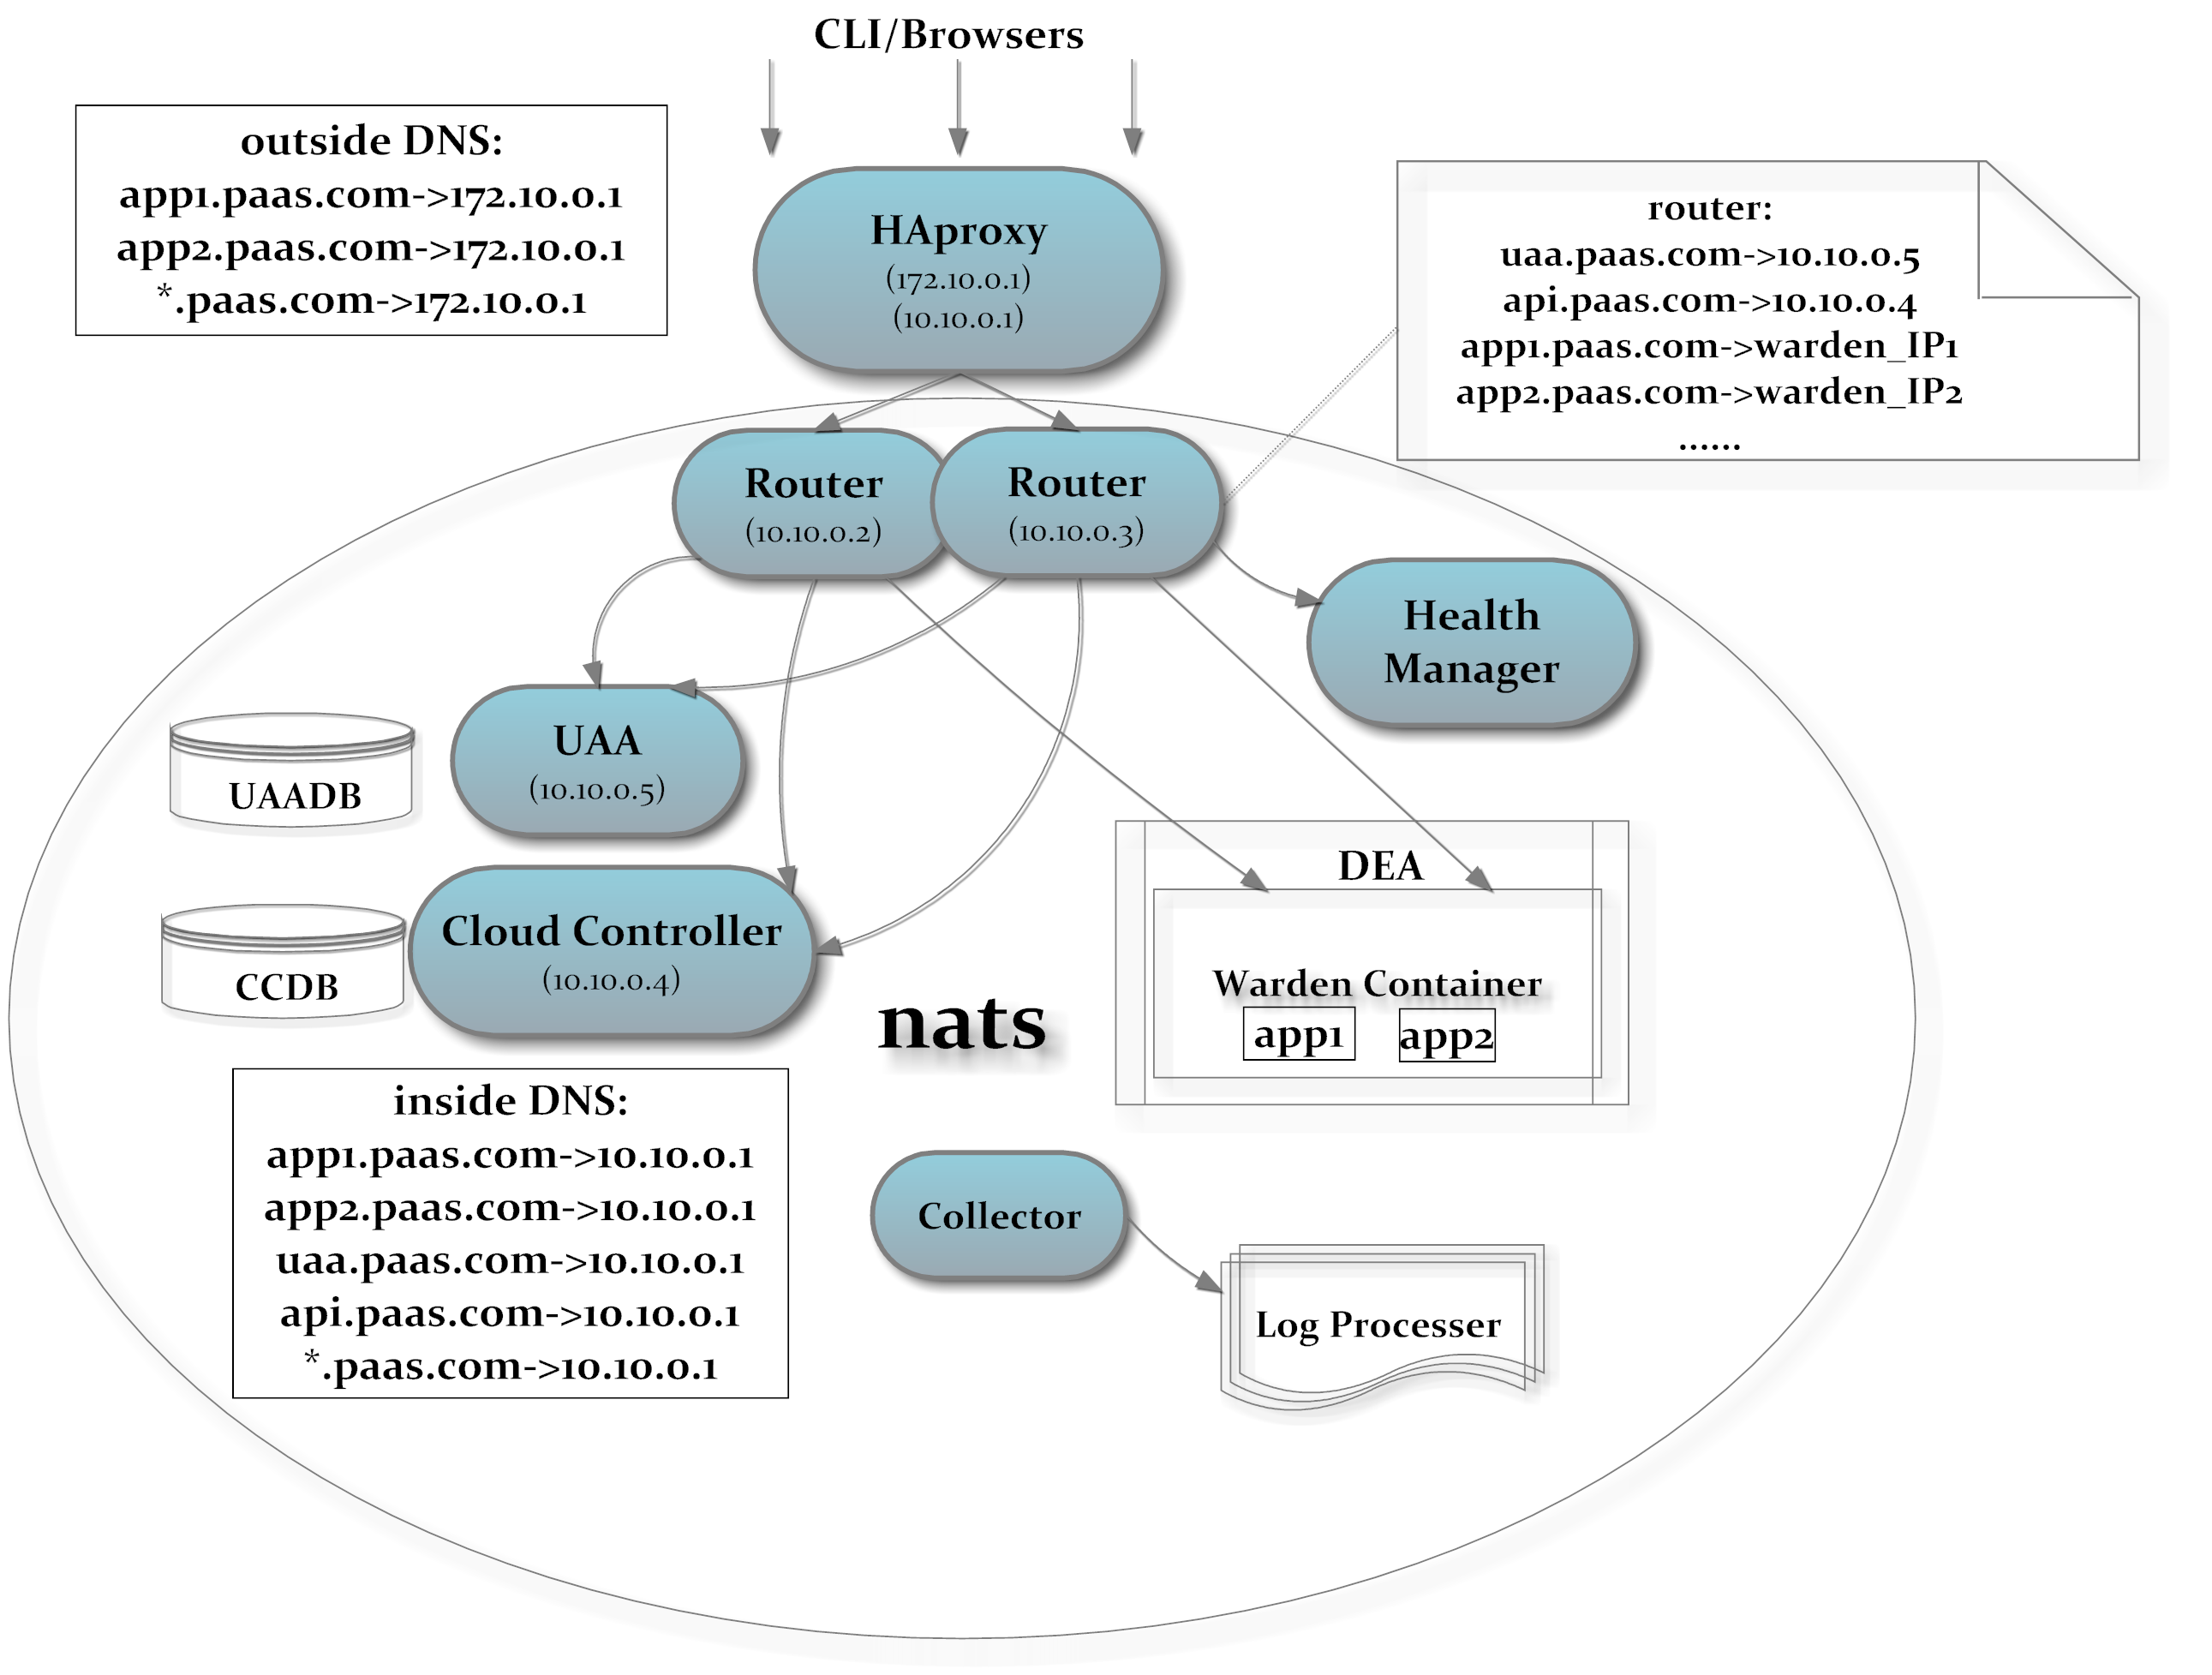 CLI/Browsers
outside DNS:
app1.paas.com->172.10.0.1
app2.paas.com->172.10.0.1
*.paas.com->172.10.0.1
HAproxy
(172.10.0.1)
(10.10.0.1)
router:
uaa.paas.com->10.10.0.5
api.paas.com->10.10.0.4
app1.paas.com->warden_IP1
app2.paas.com->warden_IP2
......
Router
(10.10.0.2)
Router
(10.10.0.3)
Health
Manager
UAA
(10.10.0.5)
UAADB
DEA
Cloud Controller
(10.10.0.4)
CCDB
Warden Container
app1
app2
nats
inside DNS:
app1.paas.com->10.10.0.1
app2.paas.com->10.10.0.1
uaa.paas.com->10.10.0.1
api.paas.com->10.10.0.1
*.paas.com->10.10.0.1
Collector
Log Processer